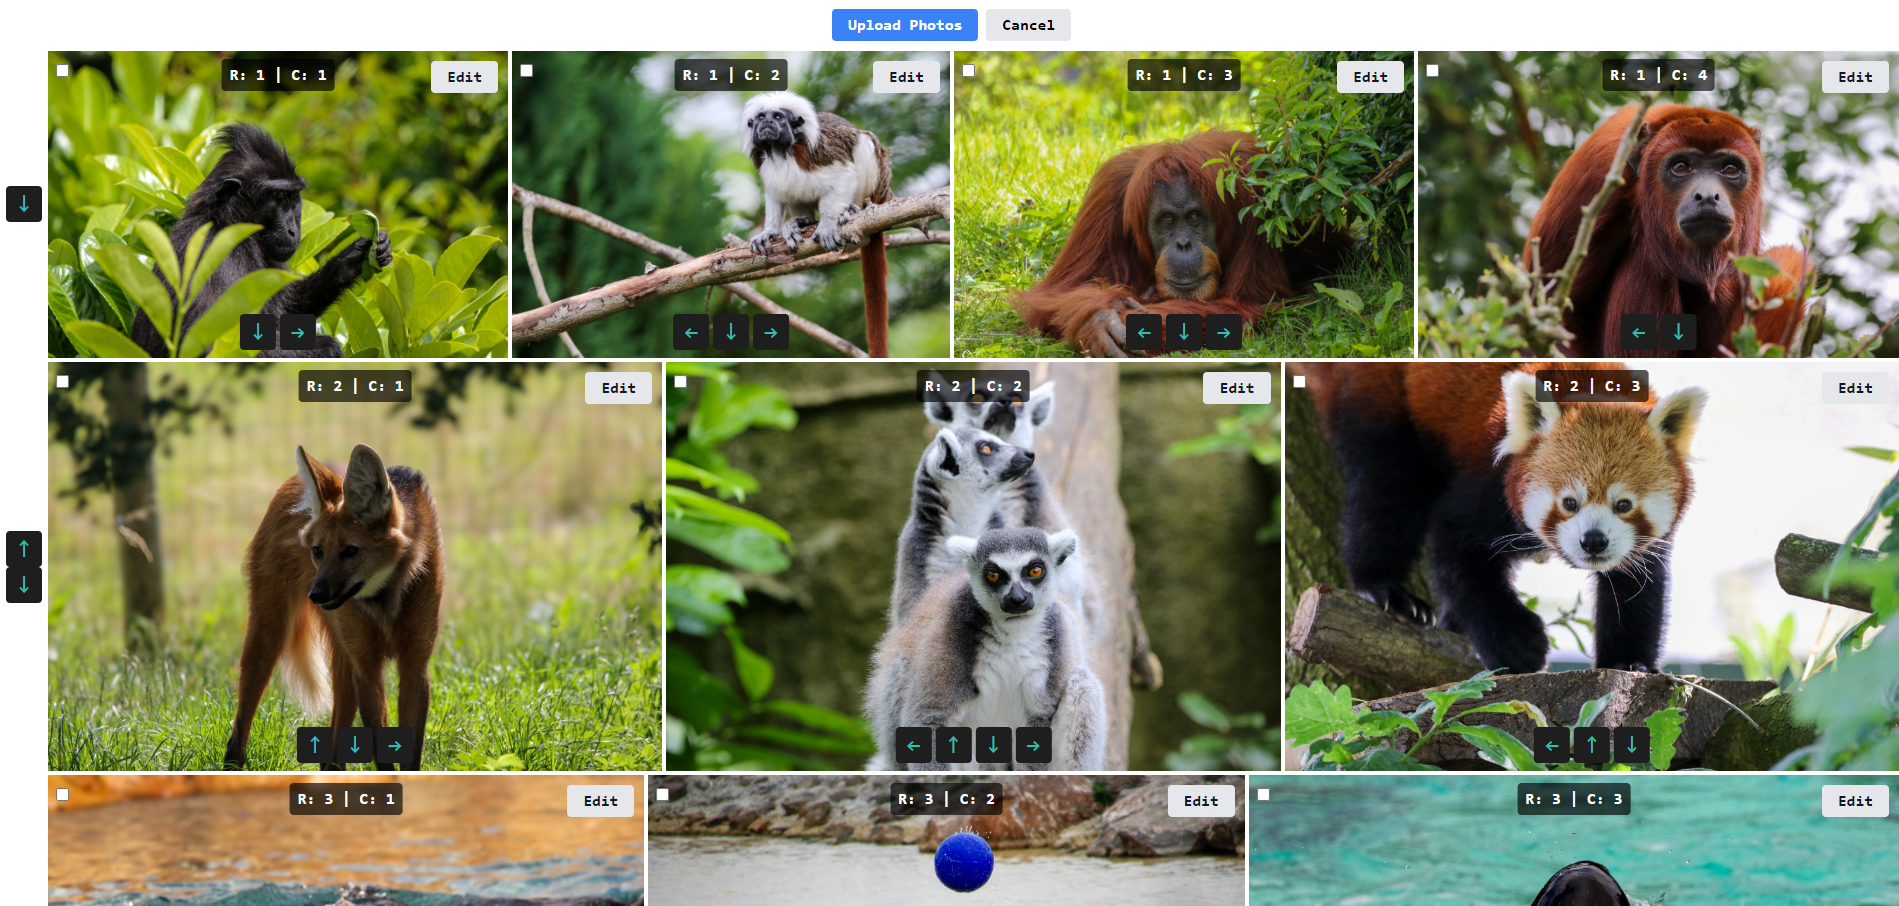 Upload Photos Cancel
R: 1 | C: 1 Edit
R: 1 | C: 2 Edit
R: 1 | C: 3 Edit
R: 1 | C: 4 Edit
R: 2 | C: 1 Edit
R: 2 | C: 2 Edit
R: 2 | C: 3 Edit
R: 3 | C: 1 Edit
R: 3 | C: 2 Edit
R: 3 | C: 3 Edit